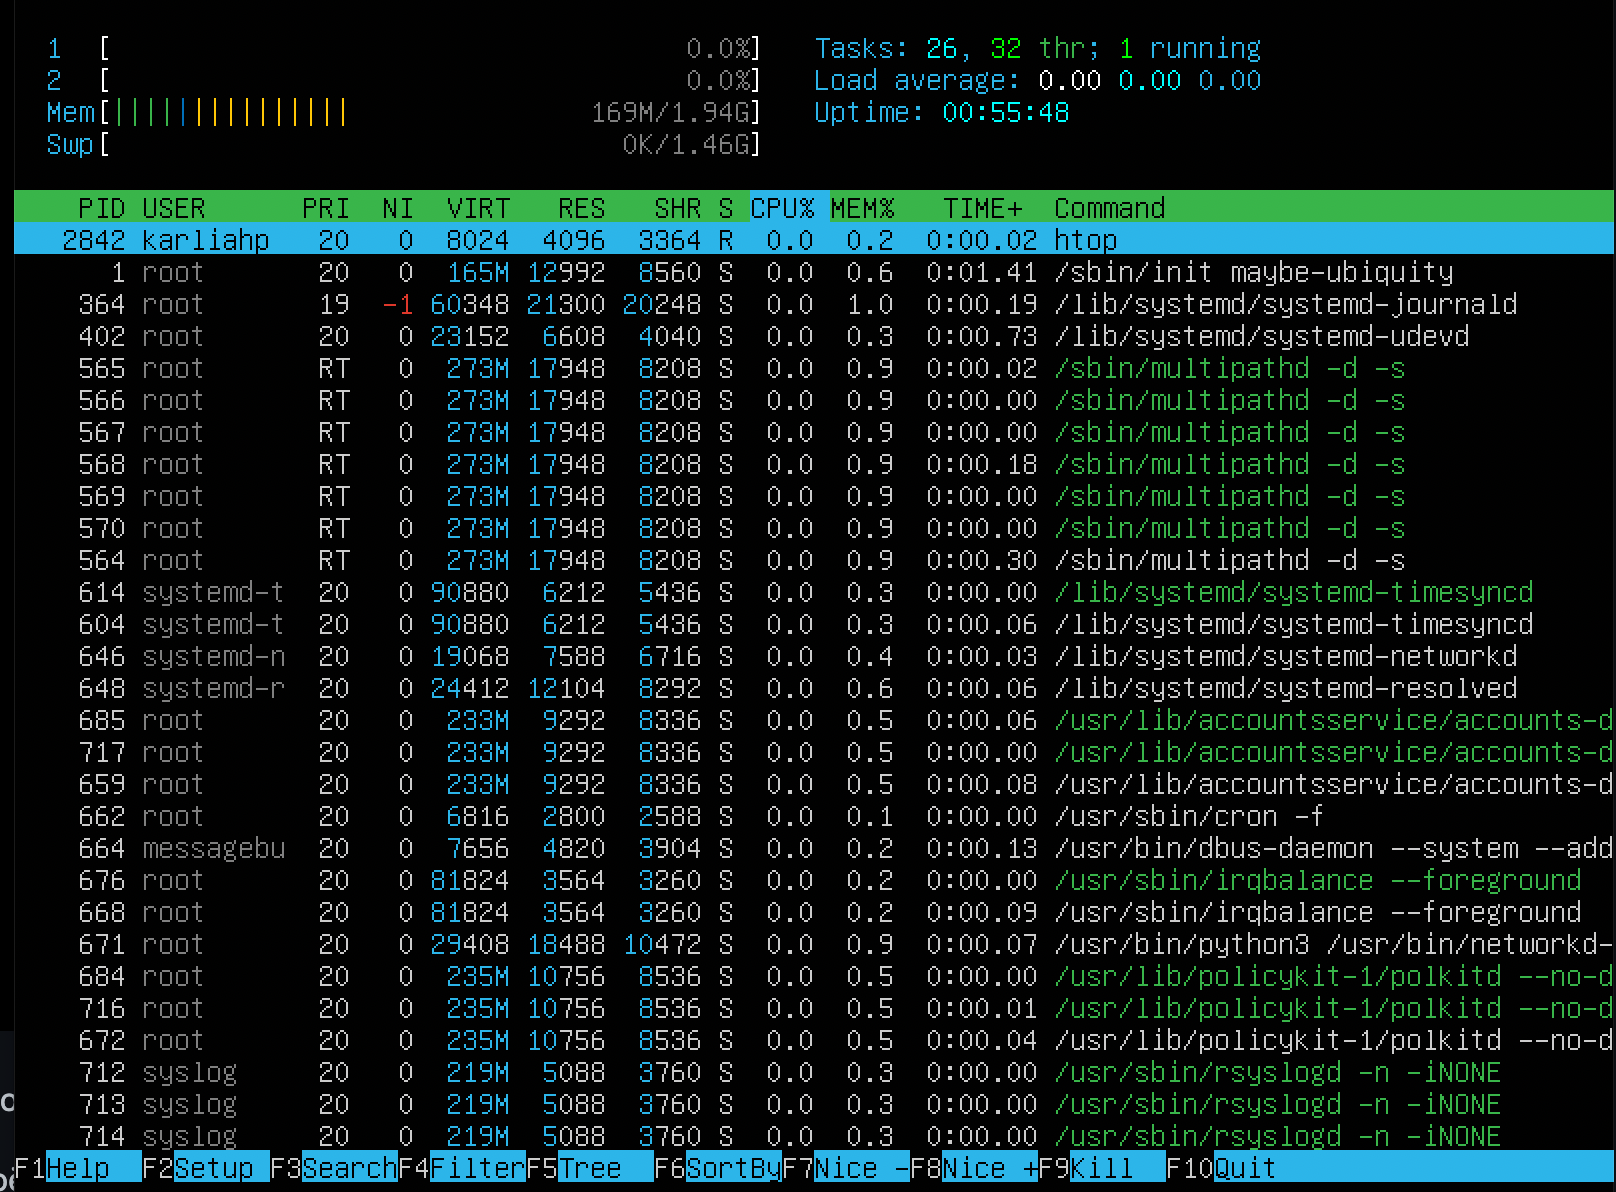 1 [ 0.0%] Tasks: 26, 32 thr; 1 running
2 [ 0.0%] Load average: 0.00 0.00 0.00
Mem[||||||||||||||| 169M/1.94G] Uptime: 00:55:48
Swp[ 0K/1.46G]
PID USER PRI NI VIRT RES SHR S CPU% MEM% TIME+ Command
2842 karliahp 20 0 8024 4096 3364 R 0.0 0.2 0:00.02 htop
1 root 20 0 165M 12992 8560 S 0.0 0.6 0:01.41 /sbin/init maybe-ubiquity
364 root 19 -1 60348 21300 20248 S 0.0 1.0 0:00.19 /lib/systemd/systemd-journald
402 root 20 0 23152 6608 4040 S 0.0 0.3 0:00.73 /lib/systemd/systemd-udevd
565 root RT 0 273M 17948 8208 S 0.0 0.9 0:00.02 /sbin/multipathd -d -s
566 root RT 0 273M 17948 8208 S 0.0 0.9 0:00.00 /sbin/multipathd -d -s
567 root RT 0 273M 17948 8208 S 0.0 0.9 0:00.00 /sbin/multipathd -d -s
568 root RT 0 273M 17948 8208 S 0.0 0.9 0:00.18 /sbin/multipathd -d -s
569 root RT 0 273M 17948 8208 S 0.0 0.9 0:00.00 /sbin/multipathd -d -s
570 root RT 0 273M 17948 8208 S 0.0 0.9 0:00.00 /sbin/multipathd -d -s
564 root RT 0 273M 17948 8208 S 0.0 0.9 0:00.30 /sbin/multipathd -d -s
614 systemd-t 20 0 90880 6212 5436 S 0.0 0.3 0:00.00 /lib/systemd/systemd-timesyncd
604 systemd-t 20 0 90880 6212 5436 S 0.0 0.3 0:00.06 /lib/systemd/systemd-timesyncd
646 systemd-n 20 0 19068 7588 6716 S 0.0 0.4 0:00.03 /lib/systemd/systemd-networkd
648 systemd-r 20 0 24412 12104 8292 S 0.0 0.6 0:00.06 /lib/systemd/systemd-resolved
685 root 20 0 233M 9292 8336 S 0.0 0.5 0:00.06 /usr/lib/accountsservice/accounts-d
717 root 20 0 233M 9292 8336 S 0.0 0.5 0:00.00 /usr/lib/accountsservice/accounts-d
659 root 20 0 233M 9292 8336 S 0.0 0.5 0:00.08 /usr/lib/accountsservice/accounts-d
662 root 20 0 6816 2800 2588 S 0.0 0.1 0:00.00 /usr/sbin/cron -f
664 messagebu 20 0 7656 4820 3904 S 0.0 0.2 0:00.13 /usr/bin/dbus-daemon --system --add
676 root 20 0 81824 3564 3260 S 0.0 0.2 0:00.00 /usr/sbin/irqbalance --foreground
668 root 20 0 81824 3564 3260 S 0.0 0.2 0:00.09 /usr/sbin/irqbalance --foreground
671 root 20 0 29408 18488 10472 S 0.0 0.9 0:00.07 /usr/bin/python3 /usr/bin/networkd-
684 root 20 0 235M 10756 8536 S 0.0 0.5 0:00.00 /usr/lib/policykit-1/polkitd --no-d
716 root 20 0 235M 10756 8536 S 0.0 0.5 0:00.01 /usr/lib/policykit-1/polkitd --no-d
672 root 20 0 235M 10756 8536 S 0.0 0.5 0:00.04 /usr/lib/policykit-1/polkitd --no-d
712 syslog 20 0 219M 5088 3760 S 0.0 0.3 0:00.00 /usr/sbin/rsyslogd -n -iNONE
713 syslog 20 0 219M 5088 3760 S 0.0 0.3 0:00.00 /usr/sbin/rsyslogd -n -iNONE
714 syslog 20 0 219M 5088 3760 S 0.0 0.3 0:00.00 /usr/sbin/rsyslogd -n -iNONE
F1Help F2Setup F3SearchF4FilterF5Tree F6SortByF7Nice -F8Nice +F9Kill F10Quit